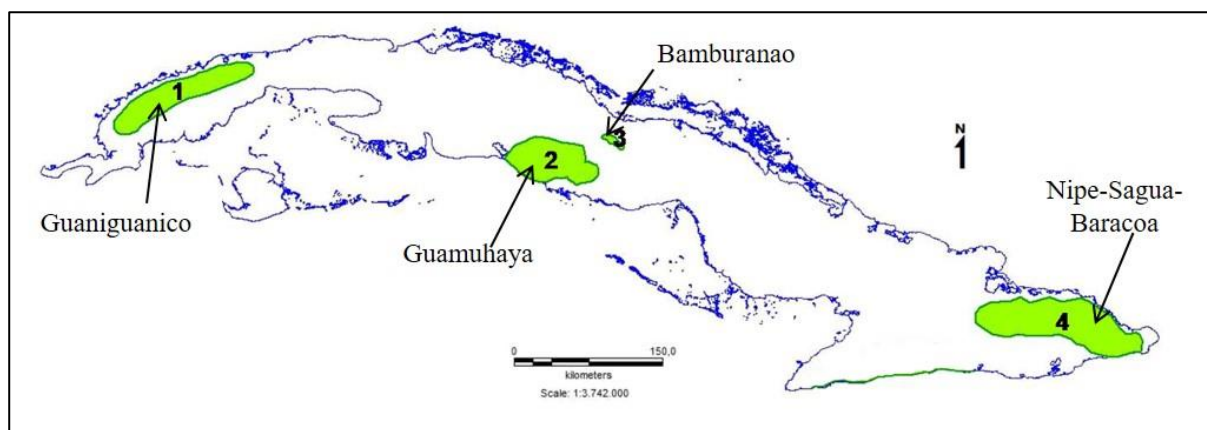 Bamburanao
1
3
2
N
Nipe-Sagua-
Baracoa
Guaniguanico
Guamuhaya
4
0
150,0
kilometers
Scale: 1:3.742.000